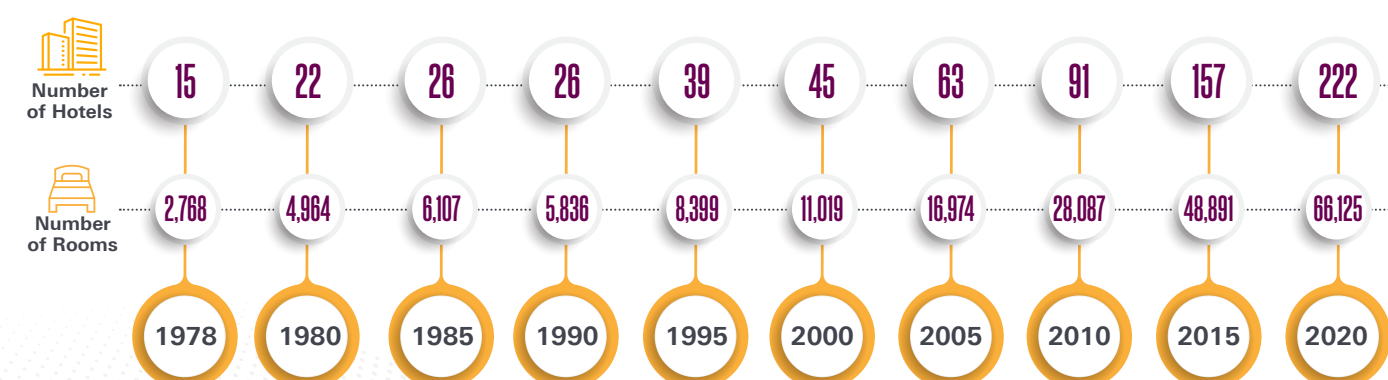 Number
of Hotels
15 22 26 26 39 45 63 91 157 222
Number
of Rooms
2,768 4,964 6,107 5,836 8,399 11,019 16,974 28,087 48,891 66,125
1978 1980 1985 1990 1995 2000 2005 2010 2015 2020